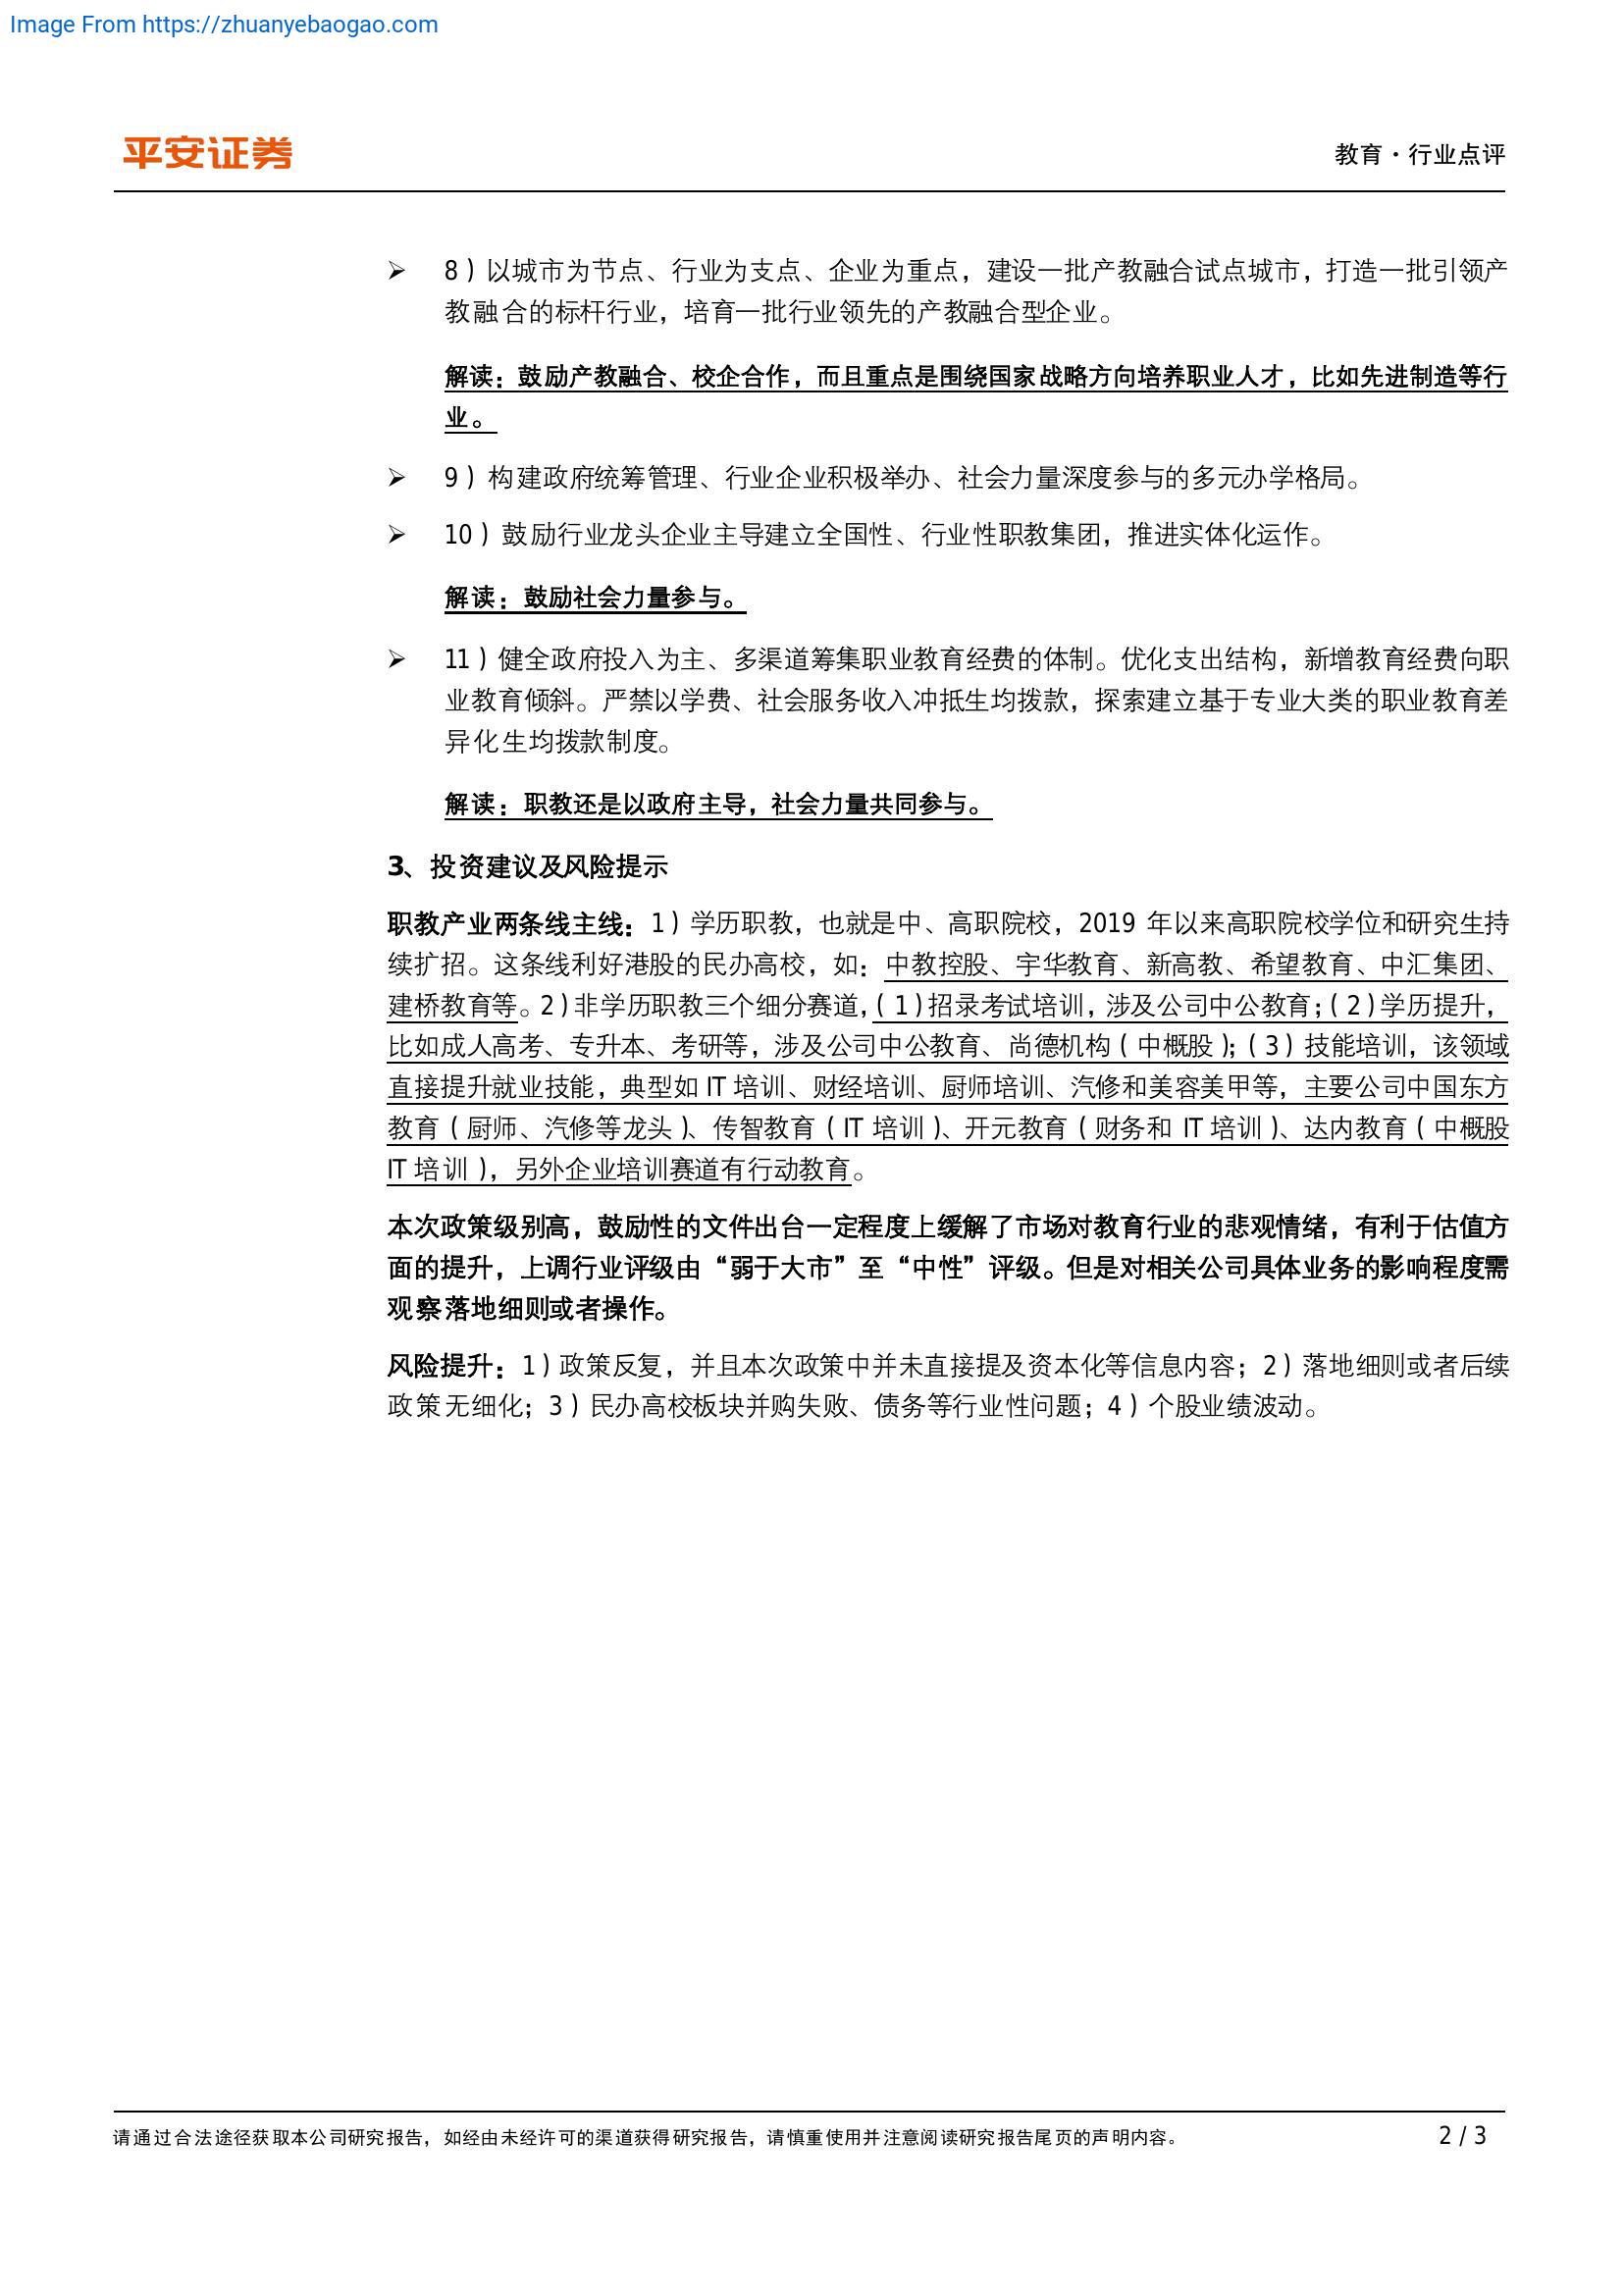 Image From https://zhuanyebaogao.com
平安证券
教育·行业点评
➢ 8）以城市为节点、行业为支点、企业为重点，建设一批产教融合试点城市，打造一批引领产
教融合的标杆行业，培育一批行业领先的产教融合型企业。
解读：鼓励产教融合、校企合作，而且重点是围绕国家战略方向培养职业人才，比如先进制造等行
业。
➢ 9）构建政府统筹管理、行业企业积极举办、社会力量深度参与的多元办学格局。
➢ 10）鼓励行业龙头企业主导建立全国性、行业性职教集团，推进实体化运作。
解读：鼓励社会力量参与。
➢ 11）健全政府投入为主、多渠道筹集职业教育经费的体制。优化支出结构，新增教育经费向职
业教育倾斜。严禁以学费、社会服务收入冲抵生均拨款，探索建立基于专业大类的职业教育差
异化生均拨款制度。
解读：职教还是以政府主导，社会力量共同参与。
3、投资建议及风险提示
职教产业两条线主线：1）学历职教，也就是中、高职院校，2019 年以来高职院校学位和研究生持
续扩招。这条线利好港股的民办高校，如：中教控股、宇华教育、新高教、希望教育、中汇集团、
建桥教育等。2）非学历职教三个细分赛道，（1）招录考试培训，涉及公司中公教育；（2）学历提升，
比如成人高考、专升本、考研等，涉及公司中公教育、尚德机构（中概股）；（3）技能培训，该领域
直接提升就业技能，典型如 IT 培训、财经培训、厨师培训、汽修和美容美甲等，主要公司中国东方
教育（厨师、汽修等龙头）、传智教育（IT 培训）、开元教育（财务和 IT 培训）、达内教育（中概股
IT 培训），另外企业培训赛道有行动教育。
本次政策级别高，鼓励性的文件出台一定程度上缓解了市场对教育行业的悲观情绪，有利于估值方
面的提升，上调行业评级由“弱于大市”至“中性”评级。但是对相关公司具体业务的影响程度需
观察落地细则或者操作。
风险提升：1）政策反复，并且本次政策中并未直接提及资本化等信息内容；2）落地细则或者后续
政策无细化；3）民办高校板块并购失败、债务等行业性问题；4）个股业绩波动。
请通过合法途径获取本公司研究报告，如经由未经许可的渠道获得研究报告，请慎重使用并注意阅读研究报告尾页的声明内容。
2 / 3